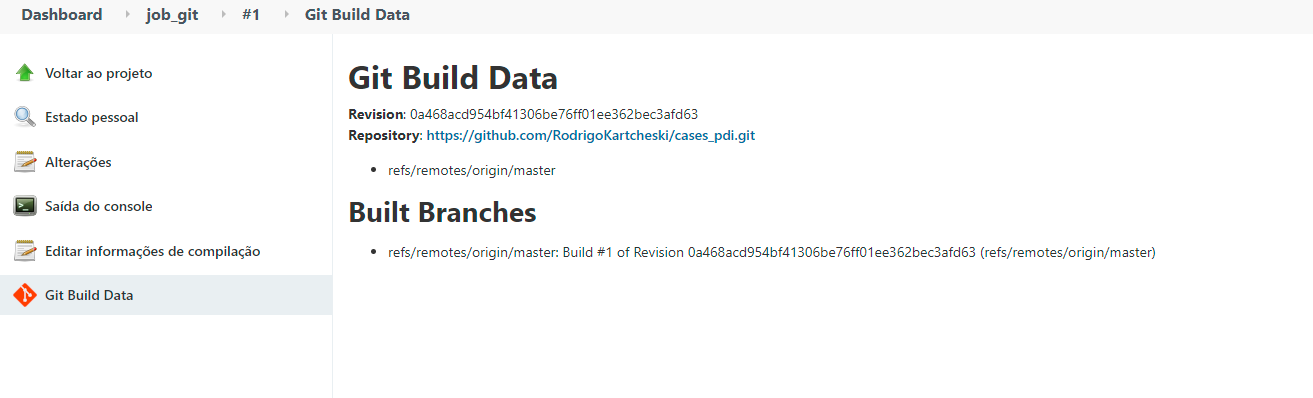 Dashboard job_git #1 Git Build Data
Voltar ao projeto
Estado pessoal
Alterações
Saída do console
Editar informações de compilação
Git Build Data
Git Build Data
Revision: 0a468acd954bf41306be76ff01ee362bec3afd63
Repository: https://github.com/RodrigoKartcheski/cases_pdi.git
refs/remotes/origin/master
Built Branches
refs/remotes/origin/master: Build #1 of Revision 0a468acd954bf41306be76ff01ee362bec3afd63 (refs/remotes/origin/master)